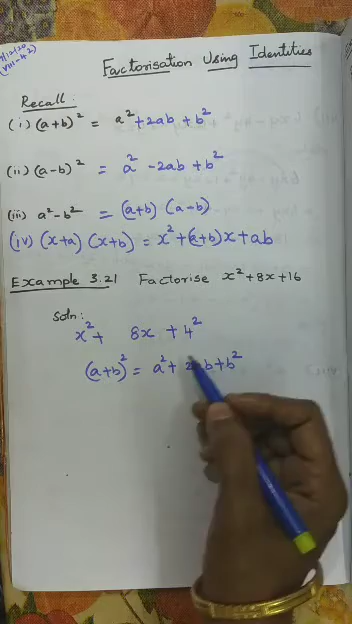 Factorisation Using Identities
Recall:
(i) (a+b)² = a²+2ab+b²
(ii) (a-b)² = a²-2ab+b²
(iii) a²-b² = (a+b) (a-b)
(iv) (x+a) (x+b) = x²+(a+b)x+ab
Example 3.21 Factorise x²+8x+16
Soln:
x²+ 8x +4²
(a+b)² = a²+2ab+b²